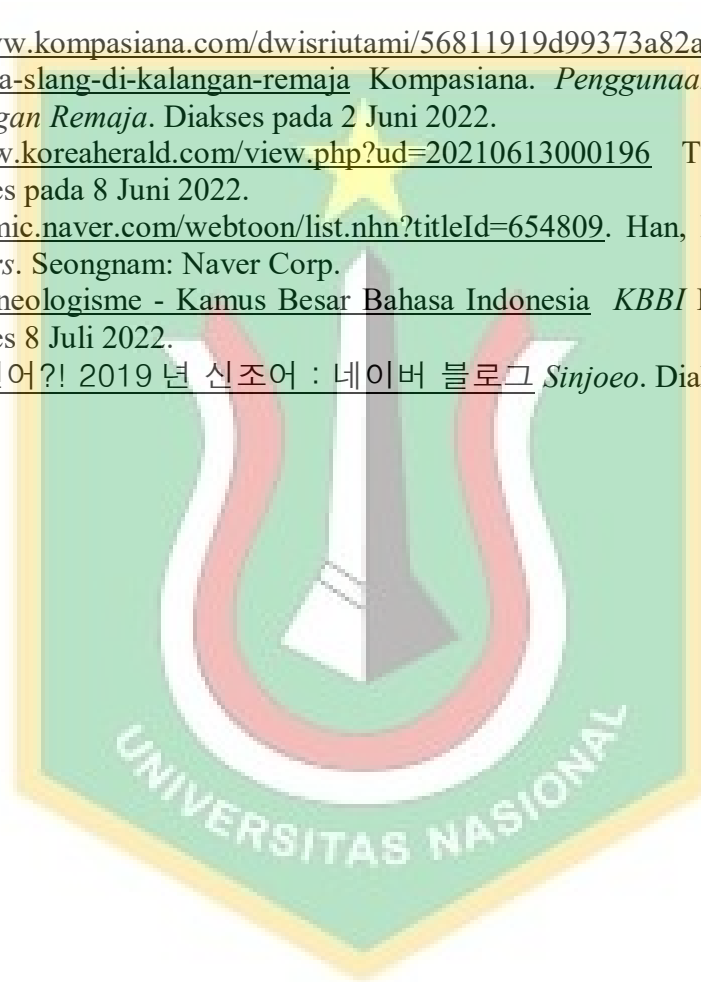 w.kompasiana.com/dwisriutami/56811919d99373a82a
a-slang-di-kalangan-remaja Kompasiana. Penggunaa
gan Remaja. Diakses pada 2 Juni 2022.
w.koreaherald.com/view.php?ud=20210613000196 T
es pada 8 Juni 2022.
mic.naver.com/webtoon/list.nhn?titleId=654809. Han,
rs. Seongnam: Naver Corp.
neologisme - Kamus Besar Bahasa Indonesia KBBI
es 8 Juli 2022.
어?! 2019 년 신조어 : 네이버 블로그 Sinjoeo. Dia
UNIVERSITAS NASIONAL